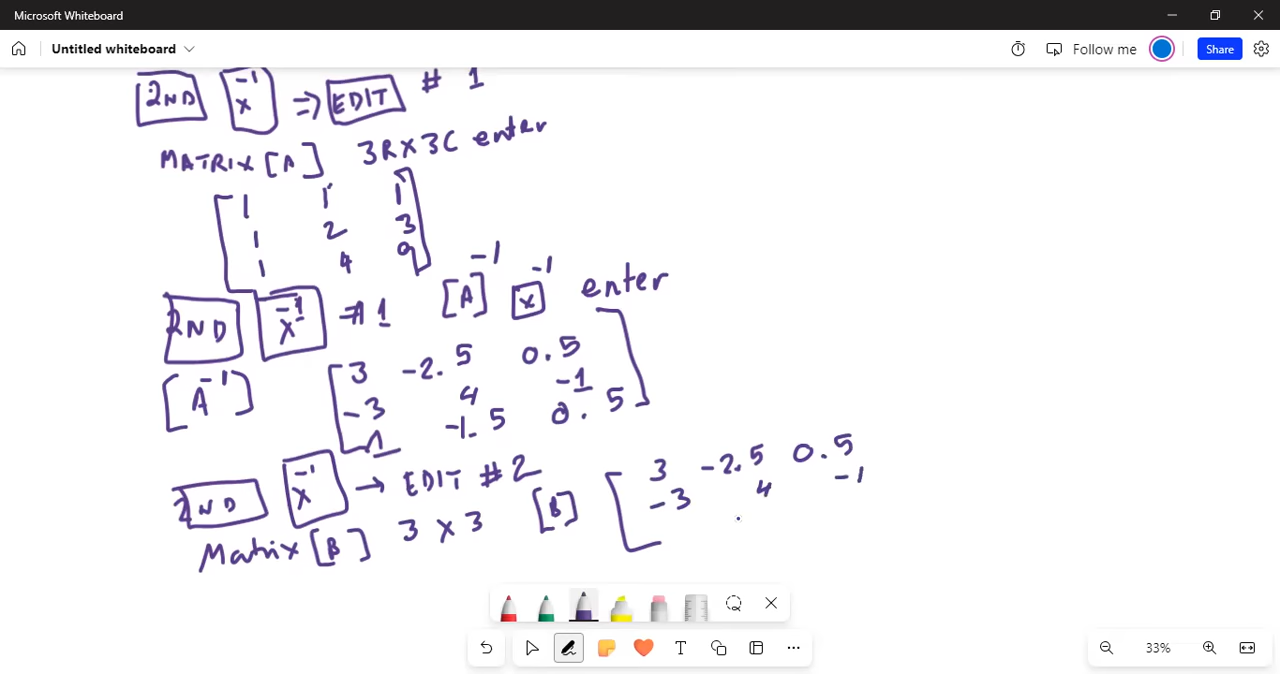 Microsoft Whiteboard
Untitled whiteboard
Follow me
Share
2ND x⁻¹ ⇒ EDIT # 1
MATRIX [A] 3R X 3C enter
1 1 1
1 2 3
1 4 9
2ND X⁻¹ ⇒ 1 [A]⁻¹ x⁻¹ enter
[A⁻¹]
3 -2.5 0.5
-3 4 -1
1 -1.5 0.5
2ND X⁻¹ → EDIT #2
Matrix [B] 3 X 3 [B]
3 -2.5 0.5
-3 4 -1
T
33%